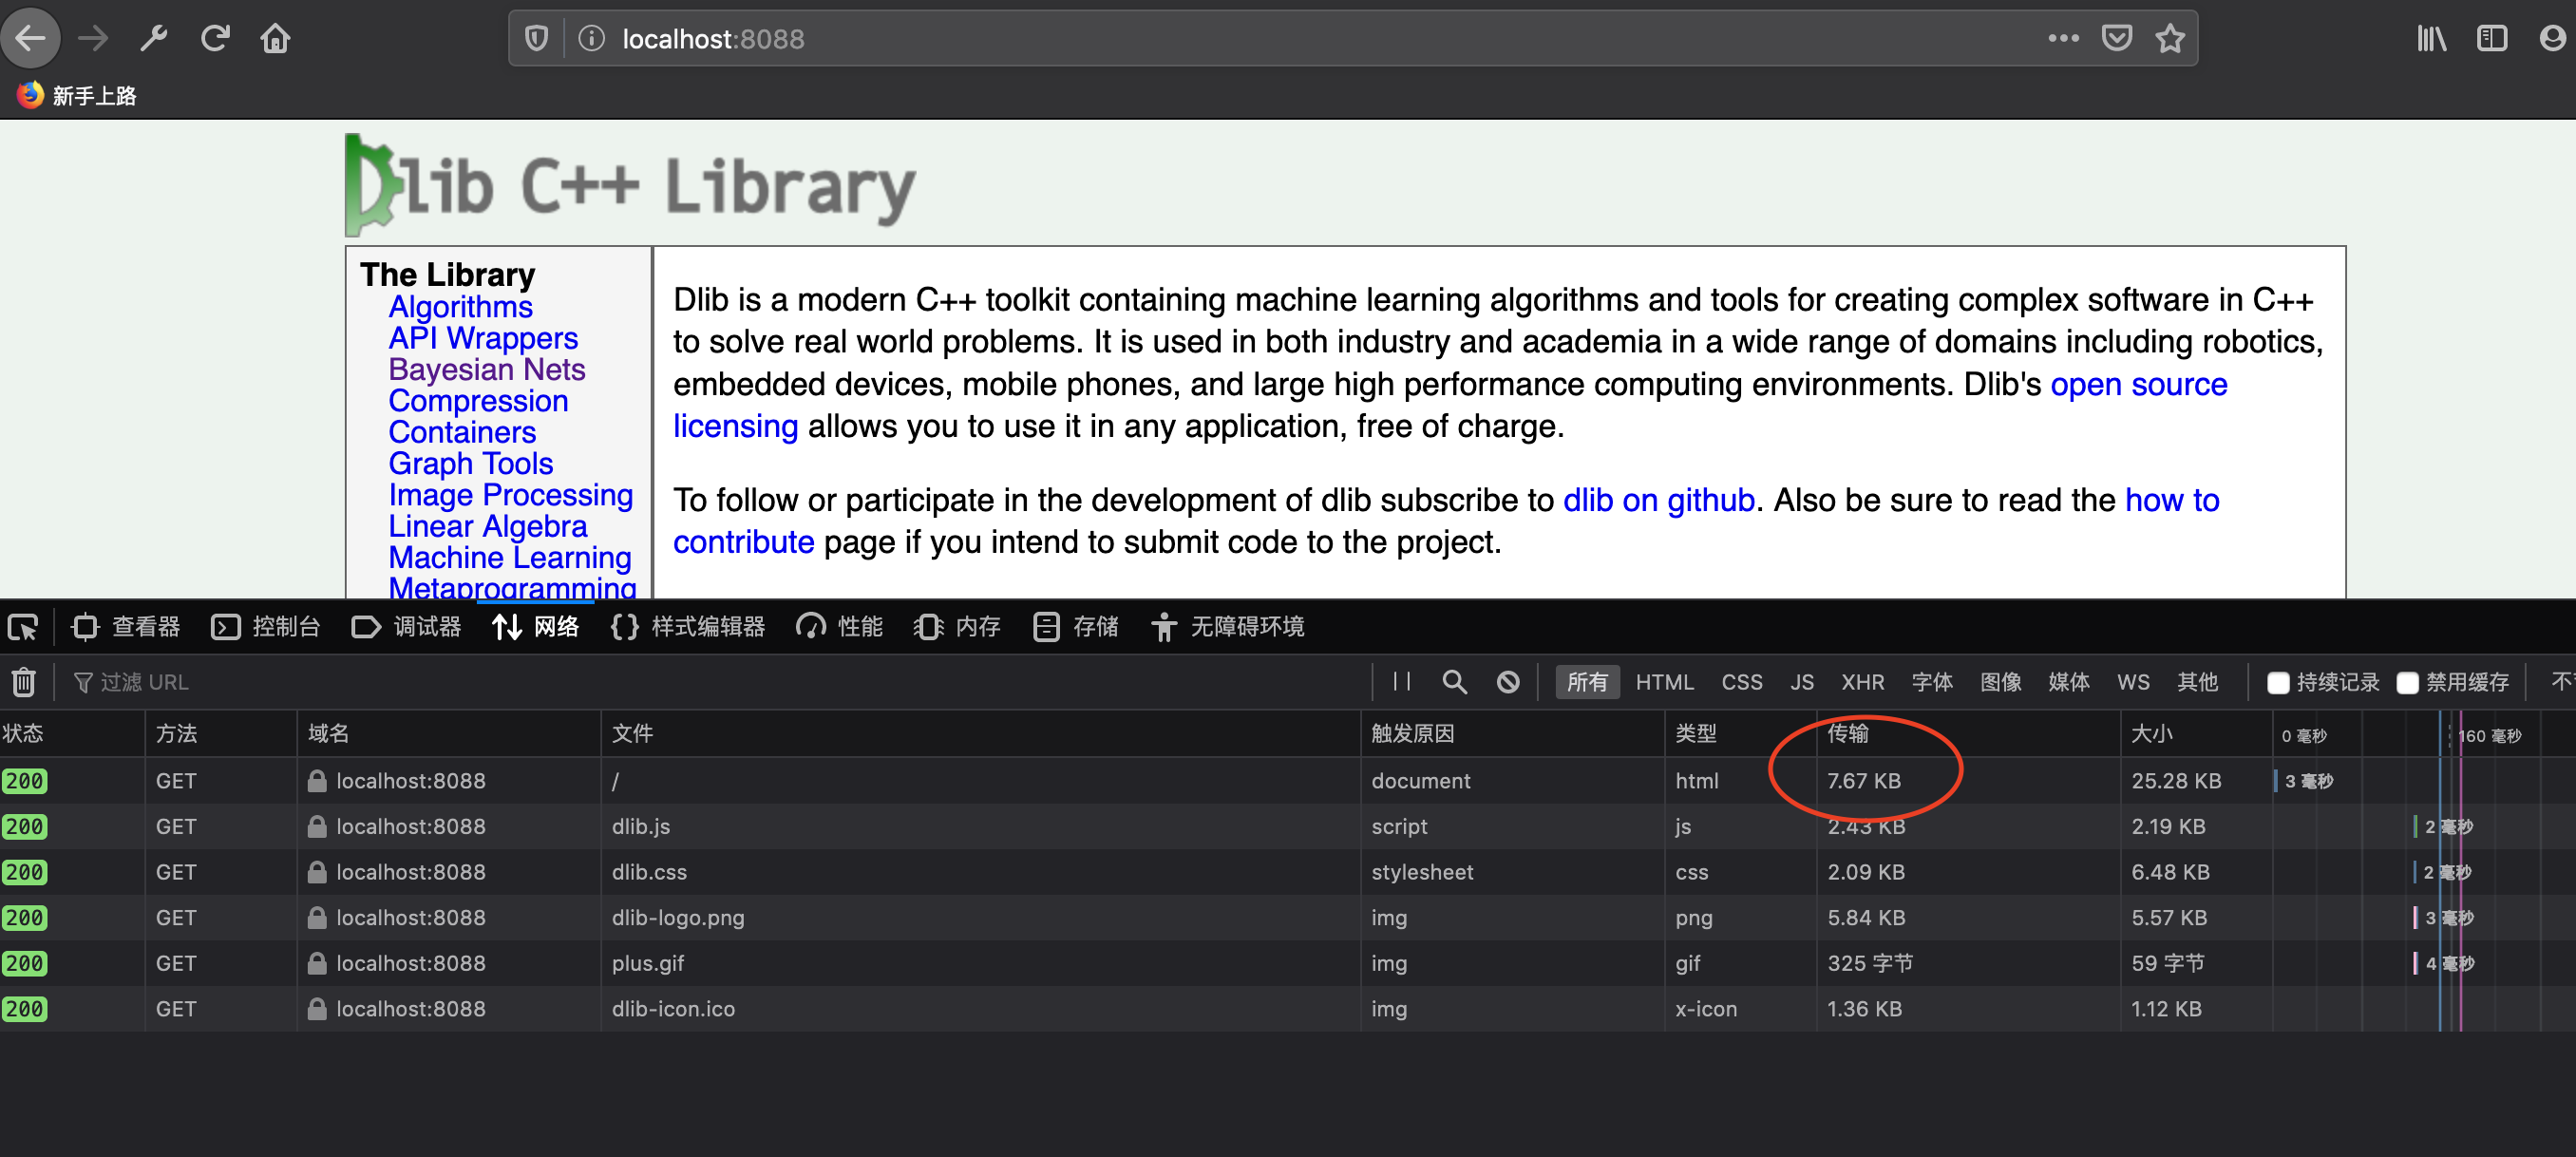 localhost:8088
新手上路
Dlib C++ Library
The Library
Algorithms
API Wrappers
Bayesian Nets
Compression
Containers
Graph Tools
Image Processing
Linear Algebra
Machine Learning
Metaprogramming
Dlib is a modern C++ toolkit containing machine learning algorithms and tools for creating complex software in C++
to solve real world problems. It is used in both industry and academia in a wide range of domains including robotics,
embedded devices, mobile phones, and large high performance computing environments. Dlib's open source
licensing allows you to use it in any application, free of charge.
To follow or participate in the development of dlib subscribe to dlib on github. Also be sure to read the how to
contribute page if you intend to submit code to the project.
查看器 控制台 调试器 网络 样式编辑器 性能 内存 存储 无障碍环境
过滤 URL 所有 HTML CSS JS XHR 字体 图像 媒体 WS 其他 持续记录 禁用缓存 不
状态 方法 域名 文件 触发原因 类型 传输 大小 0 毫秒 160 毫秒
200 GET localhost:8088 / document html 7.67 KB 25.28 KB 3 毫秒
200 GET localhost:8088 dlib.js script js 2.43 KB 2.19 KB 2 毫秒
200 GET localhost:8088 dlib.css stylesheet css 2.09 KB 6.48 KB 2 毫秒
200 GET localhost:8088 dlib-logo.png img png 5.84 KB 5.57 KB 3 毫秒
200 GET localhost:8088 plus.gif img gif 325 字节 59 字节 4 毫秒
200 GET localhost:8088 dlib-icon.ico img x-icon 1.36 KB 1.12 KB